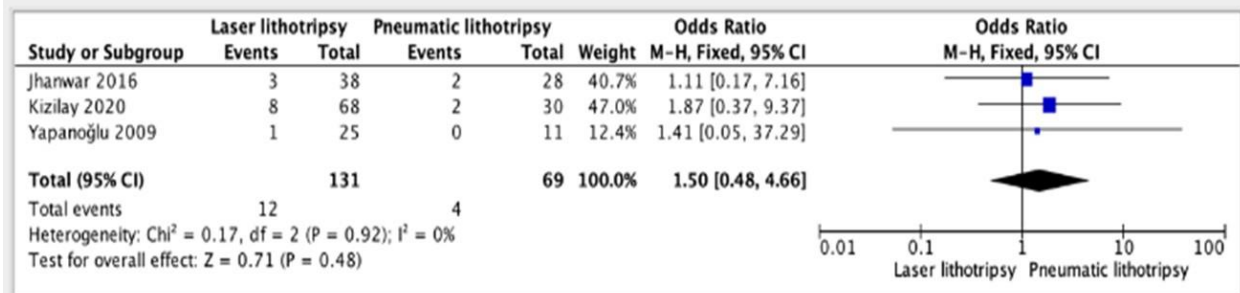 Laser lithotripsy Pneumatic lithotripsy Odds Ratio Odds Ratio
Study or Subgroup Events Total Events Total Weight M-H, Fixed, 95% CI M-H, Fixed, 95% CI
Jhanwar 2016 3 38 2 28 40.7% 1.11 [0.17, 7.16]
Kizilay 2020 8 68 2 30 47.0% 1.87 [0.37, 9.37]
Yapanoğlu 2009 1 25 0 11 12.4% 1.41 [0.05, 37.29]
Total (95% CI) 131 69 100.0% 1.50 [0.48, 4.66]
Total events 12 4
Heterogeneity: Chi² = 0.17, df = 2 (P = 0.92); I² = 0%
Test for overall effect: Z = 0.71 (P = 0.48)
0.01 0.1 1 10 100
Laser lithotripsy Pneumatic lithotripsy